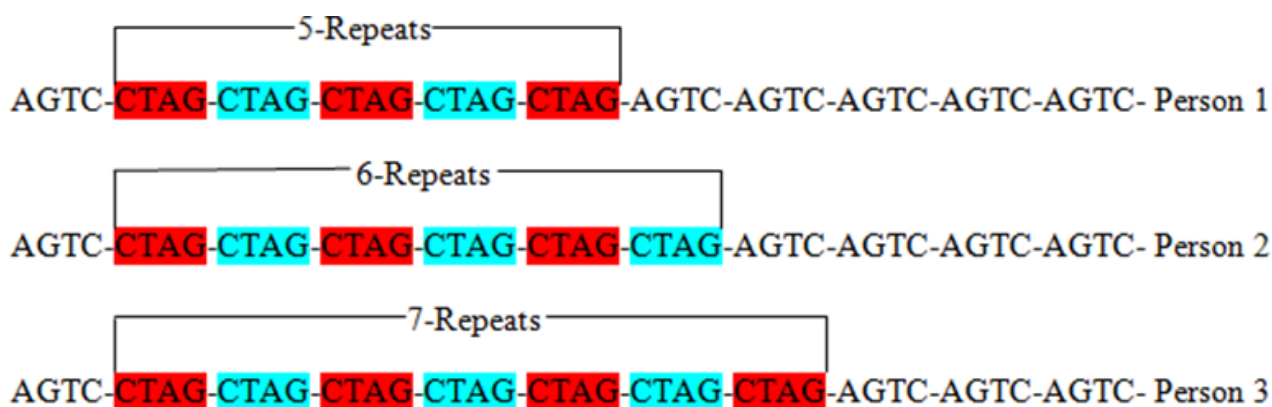 5-Repeats
AGTC-CTAG-CTAG-CTAG-CTAG-CTAG-AGTC-AGTC-AGTC-AGTC-AGTC- Person 1
6-Repeats
AGTC-CTAG-CTAG-CTAG-CTAG-CTAG-CTAG-AGTC-AGTC-AGTC-AGTC- Person 2
7-Repeats
AGTC-CTAG-CTAG-CTAG-CTAG-CTAG-CTAG-CTAG-AGTC-AGTC-AGTC- Person 3